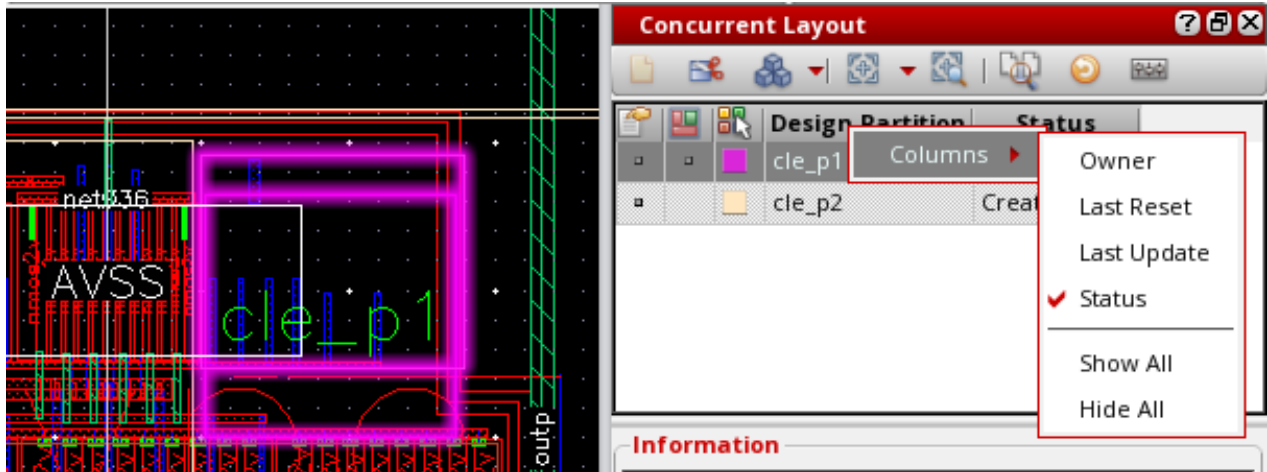 Concurrent Layout
Design Partition Status
cle_p1
Columns
Owner
cle_p2 Creat
Last Reset
Last Update
Status
Show All
Hide All
Information
net336
AVSS
cle_p1
outp